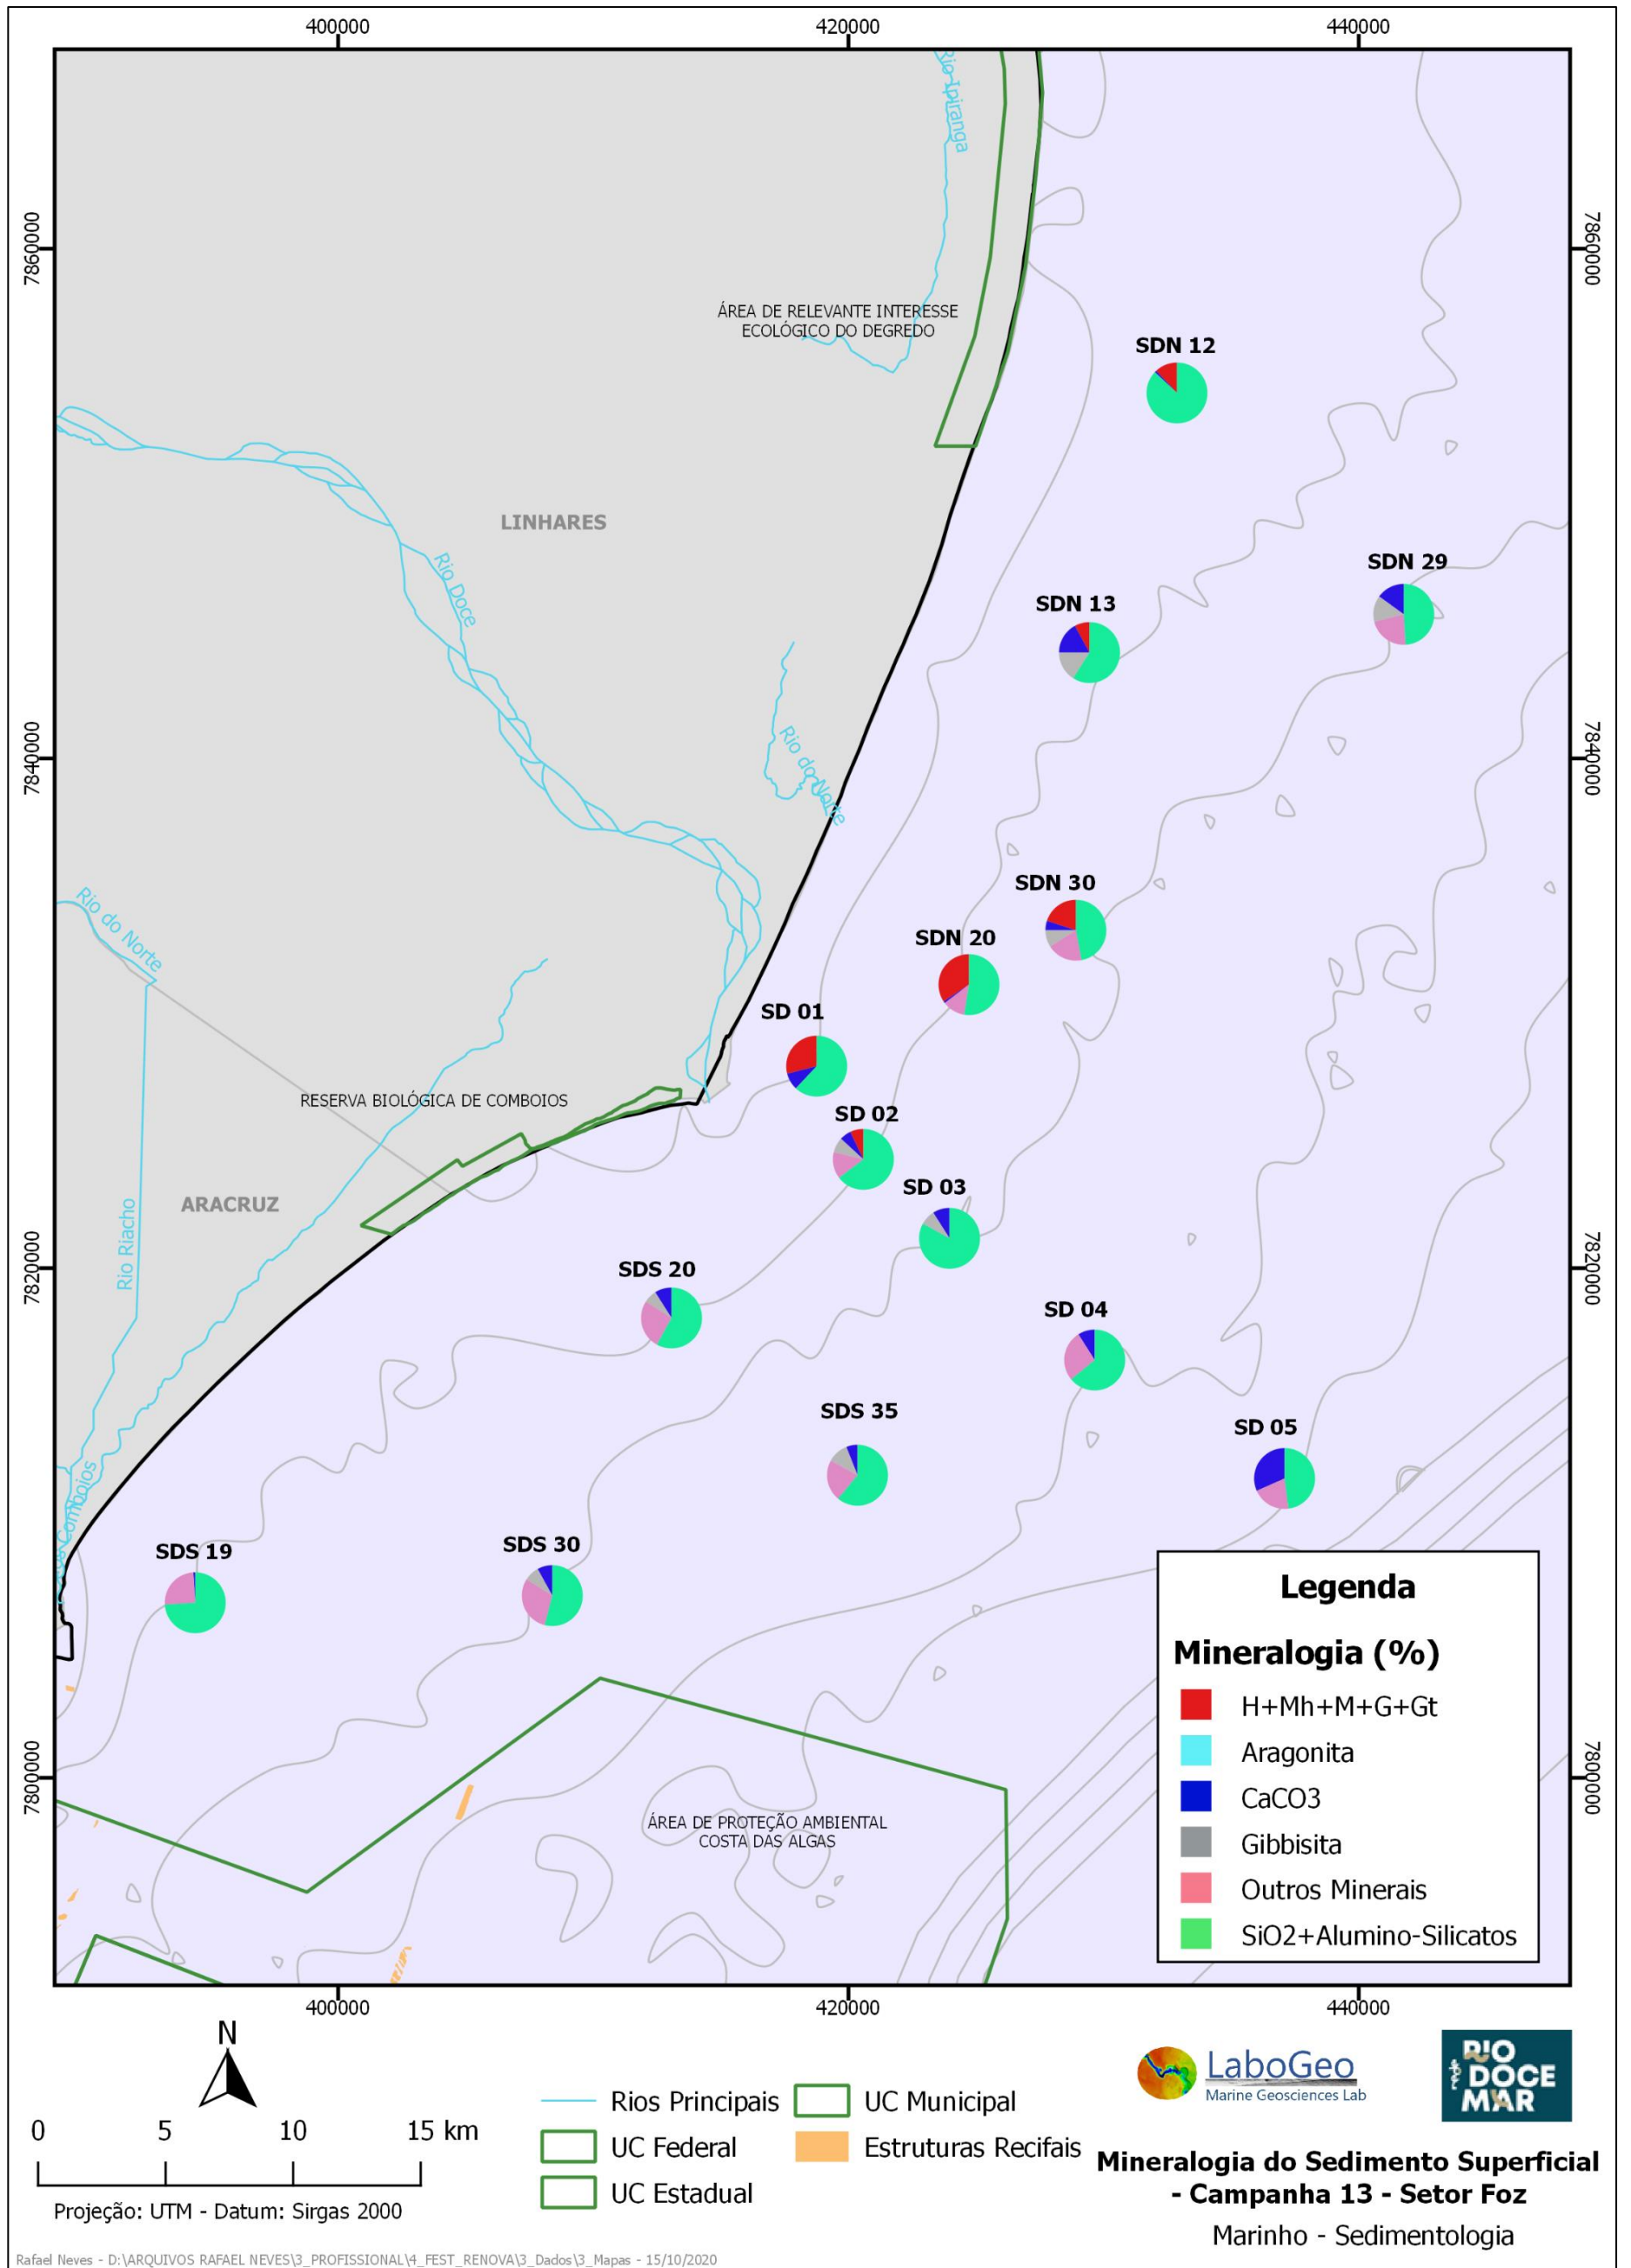 400000
420000
440000
7860000
7860000
Rio Ipiranga
ÁREA DE RELEVANTE INTERESSE
ECOLÓGICO DO DEGREDO
SDN 12
LINHARES
Rio Doce
SDN 29
SDN 13
Rio do Norte
7840000
7840000
Rio do Norte
SDN 30
SDN 20
SD 01
RESERVA BIOLÓGICA DE COMBOIOS
SD 02
SD 03
ARACRUZ
Rio Riacho
7820000
7820000
SDS 20
SD 04
SDS 35
SD 05
Comboios
SDS 19
SDS 30
7800000
7800000
ÁREA DE PROTEÇÃO AMBIENTAL
COSTA DAS ALGAS
Legenda
Mineralogia (%)
H+Mh+M+G+Gt
Aragonita
CaCO3
Gibbisita
Outros Minerais
SiO2+Alumino-Silicatos
400000
420000
440000
N
0 5 10 15 km
Projeção: UTM - Datum: Sirgas 2000
Rios Principais
UC Federal
UC Estadual
UC Municipal
Estruturas Recifais
LaboGeo
Marine Geosciences Lab
RIO
DOCE
MAR
Mineralogia do Sedimento Superficial
- Campanha 13 - Setor Foz
Marinho - Sedimentologia
Rafael Neves - D:\ARQUIVOS RAFAEL NEVES\3_PROFISSIONAL\4_FEST_RENOVA\3_Dados\3_Mapas - 15/10/2020